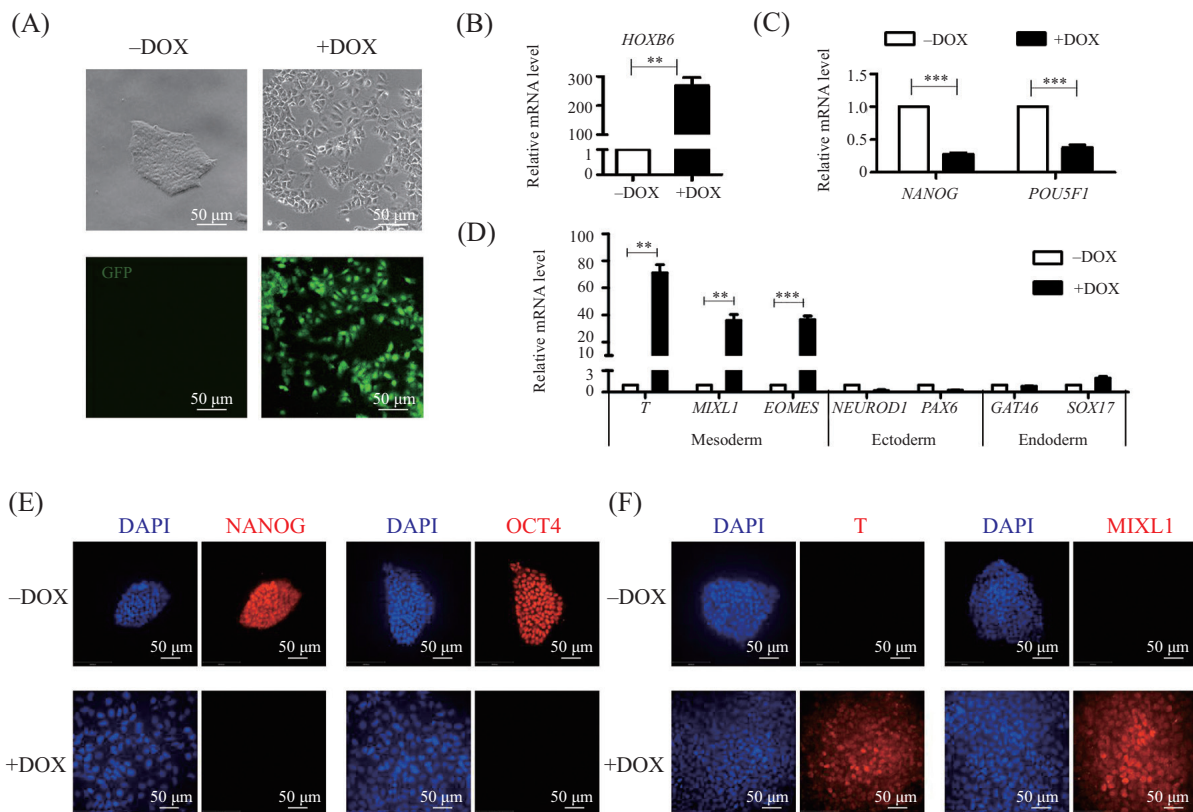 (A)
–DOX
+DOX
50 μm
50 μm
GFP
50 μm
50 μm
(B)
HOXB6
**
Relative mRNA level
300
200
100
1
0
–DOX
+DOX
(C)
–DOX
+DOX
Relative mRNA level
1.5
1.0
0.5
0
***
***
NANOG
POU5F1
(D)
Relative mRNA level
100
80
60
40
20
10
3
0
**
**
***
–DOX
+DOX
T
MIXL1
EOMES
NEUROD1
PAX6
GATA6
SOX17
Mesoderm
Ectoderm
Endoderm
(E)
DAPI
NANOG
DAPI
OCT4
–DOX
50 μm
50 μm
50 μm
50 μm
+DOX
50 μm
50 μm
50 μm
50 μm
(F)
DAPI
T
DAPI
MIXL1
–DOX
50 μm
50 μm
50 μm
50 μm
+DOX
50 μm
50 μm
50 μm
50 μm